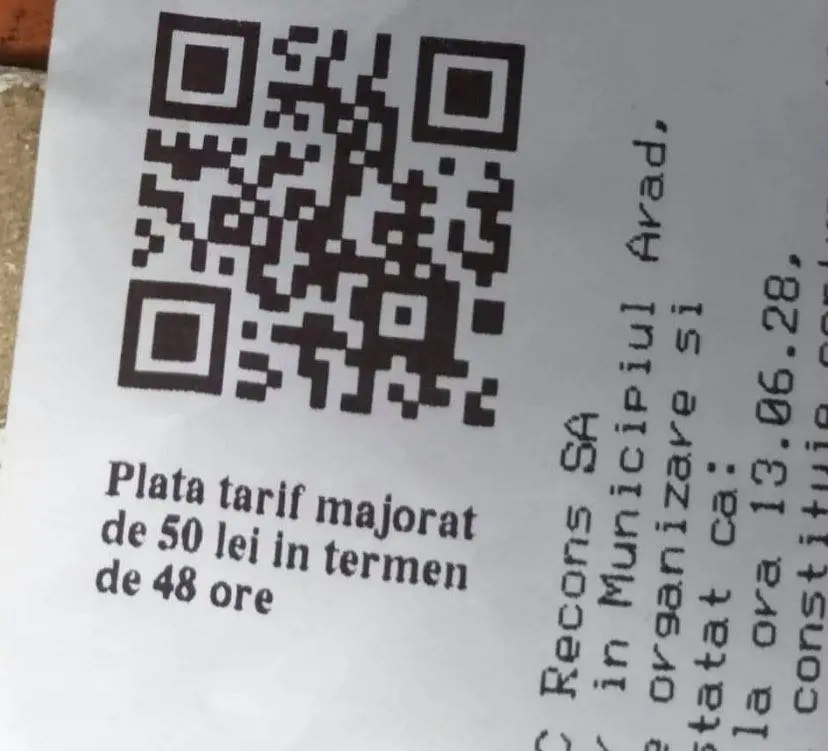 Plata tarif majorat
de 50 lei in termen
de 48 ore
C Recons SA
in Municipiul Arad,
organizare si
statat ca:
la ora 13.06.28,
constituie